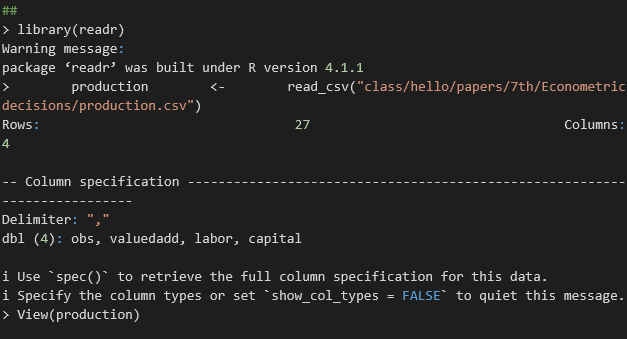 ##
> library(readr)
Warning message:
package ‘readr’ was built under R version 4.1.1
> production <- read_csv("class/hello/papers/7th/Econometric
decisions/production.csv")
Rows: 27 Columns:
4
-- Column specification ---------------------------------------------------------
-----------------
Delimiter: ","
dbl (4): obs, valuedadd, labor, capital
i Use `spec()` to retrieve the full column specification for this data.
i Specify the column types or set `show_col_types = FALSE` to quiet this message.
> View(production)